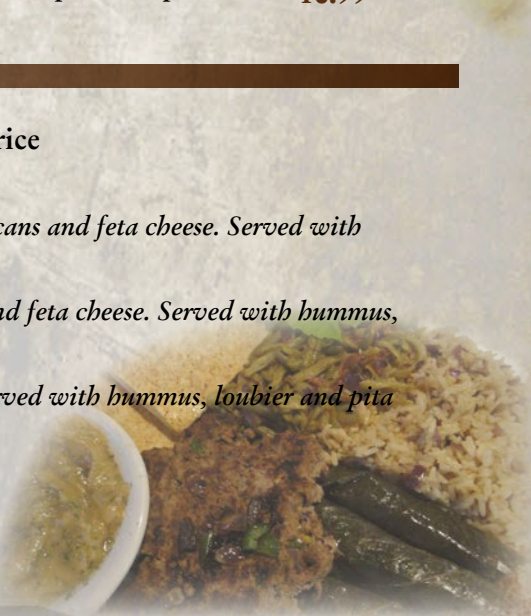 rice
cans and feta cheese. Served with
nd feta cheese. Served with hummus,
rved with hummus, loubier and pita